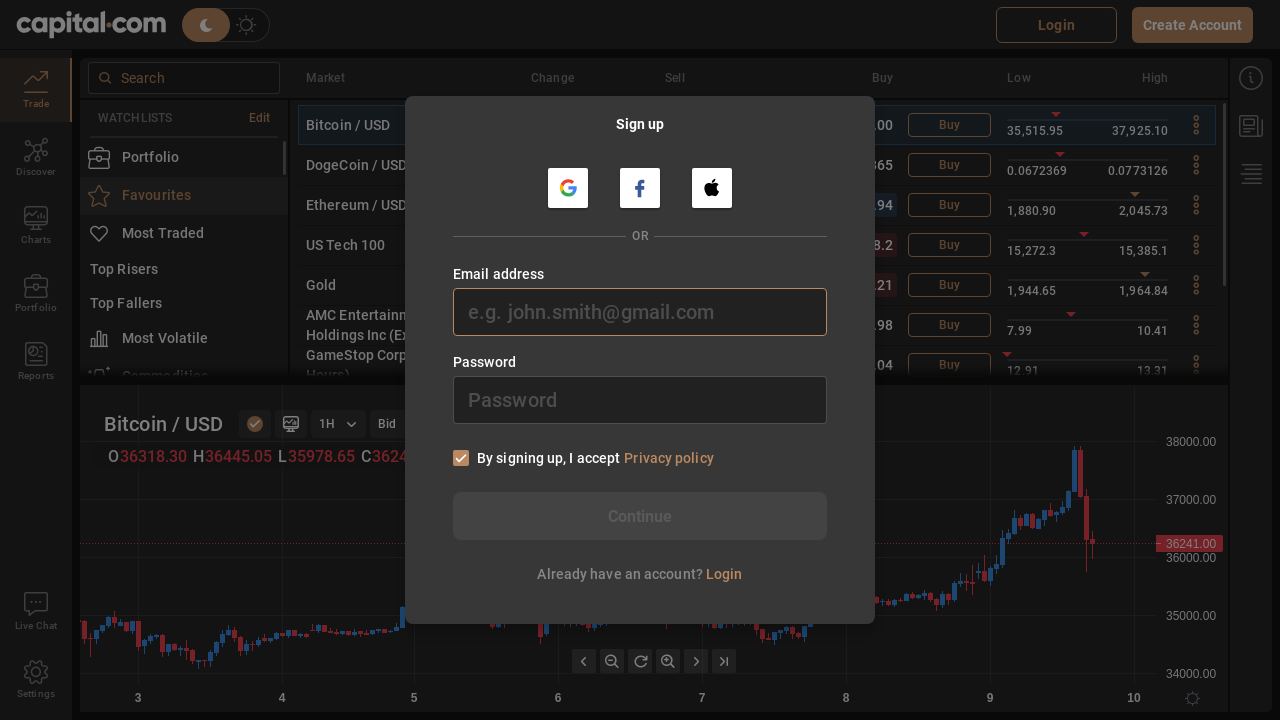 capital.com
Login
Create Account
Trade
Discover
Charts
Portfolio
Reports
Live Chat
Settings
Search
WATCHLISTS
Edit
Portfolio
Favourites
Most Traded
Top Risers
Top Fallers
Most Volatile
Commodities
Market
Change
Sell
Buy
Low
High
Bitcoin / USD
.00
Buy
35,515.95
37,925.10
DogeCoin / USD
365
Buy
0.0672369
0.0773126
Ethereum / USD
.94
Buy
1,880.90
2,045.73
US Tech 100
8.2
Buy
15,272.3
15,385.1
Gold
.21
Buy
1,944.65
1,964.84
AMC Entertainm
Holdings Inc (Ex
.98
Buy
7.99
10.41
GameStop Corp
Hours)
.04
Buy
12.91
13.31
Sign up
OR
Email address
e.g. john.smith@gmail.com
Password
Password
By signing up, I accept Privacy policy
Continue
Already have an account? Login
Bitcoin / USD
1H
Bid
O36318.30 H36445.05 L35978.65 C3624
38000.00
37000.00
36241.00
36000.00
35000.00
34000.00
3
4
5
6
7
8
9
10